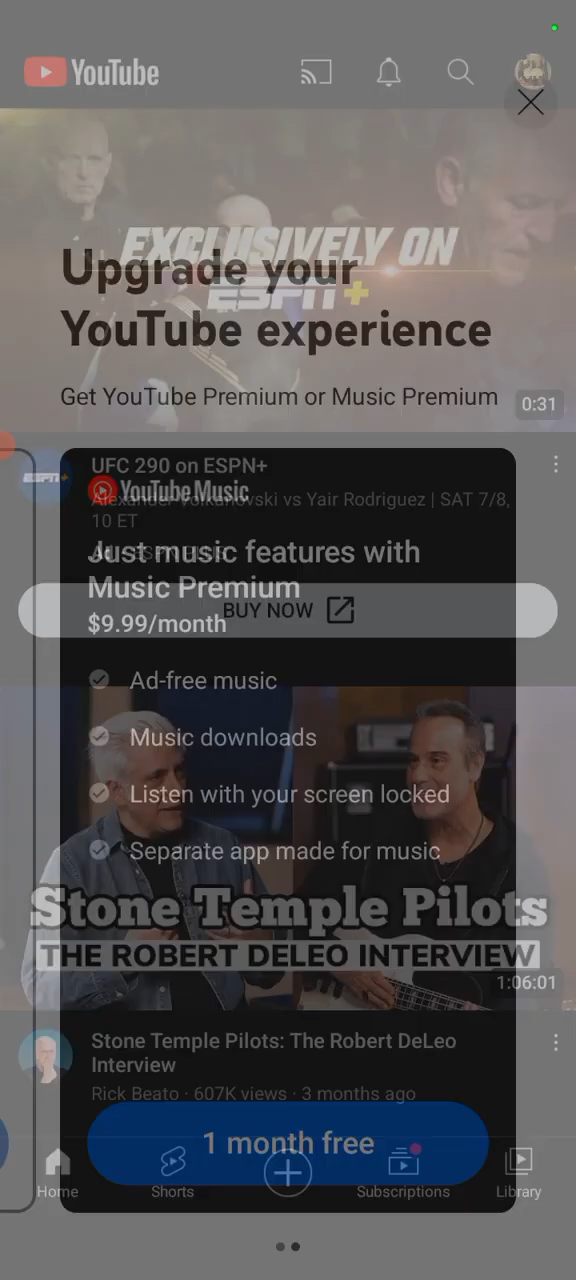 YouTube
EXCLUSIVELY ON
ESPN+
Upgrade your
YouTube experience
Get YouTube Premium or Music Premium
0:31
ESPN+
UFC 290 on ESPN+
YouTube Music
Alexander Volkanovski vs Yair Rodriguez | SAT 7/8,
10 ET
Just music features with
Music Premium
BUY NOW
$9.99/month
Ad-free music
Music downloads
Listen with your screen locked
Separate app made for music
Stone Temple Pilots
THE ROBERT DELEO INTERVIEW
1:06:01
Stone Temple Pilots: The Robert DeLeo
Interview
Rick Beato · 607K views · 3 months ago
1 month free
Home
Shorts
Subscriptions
Library